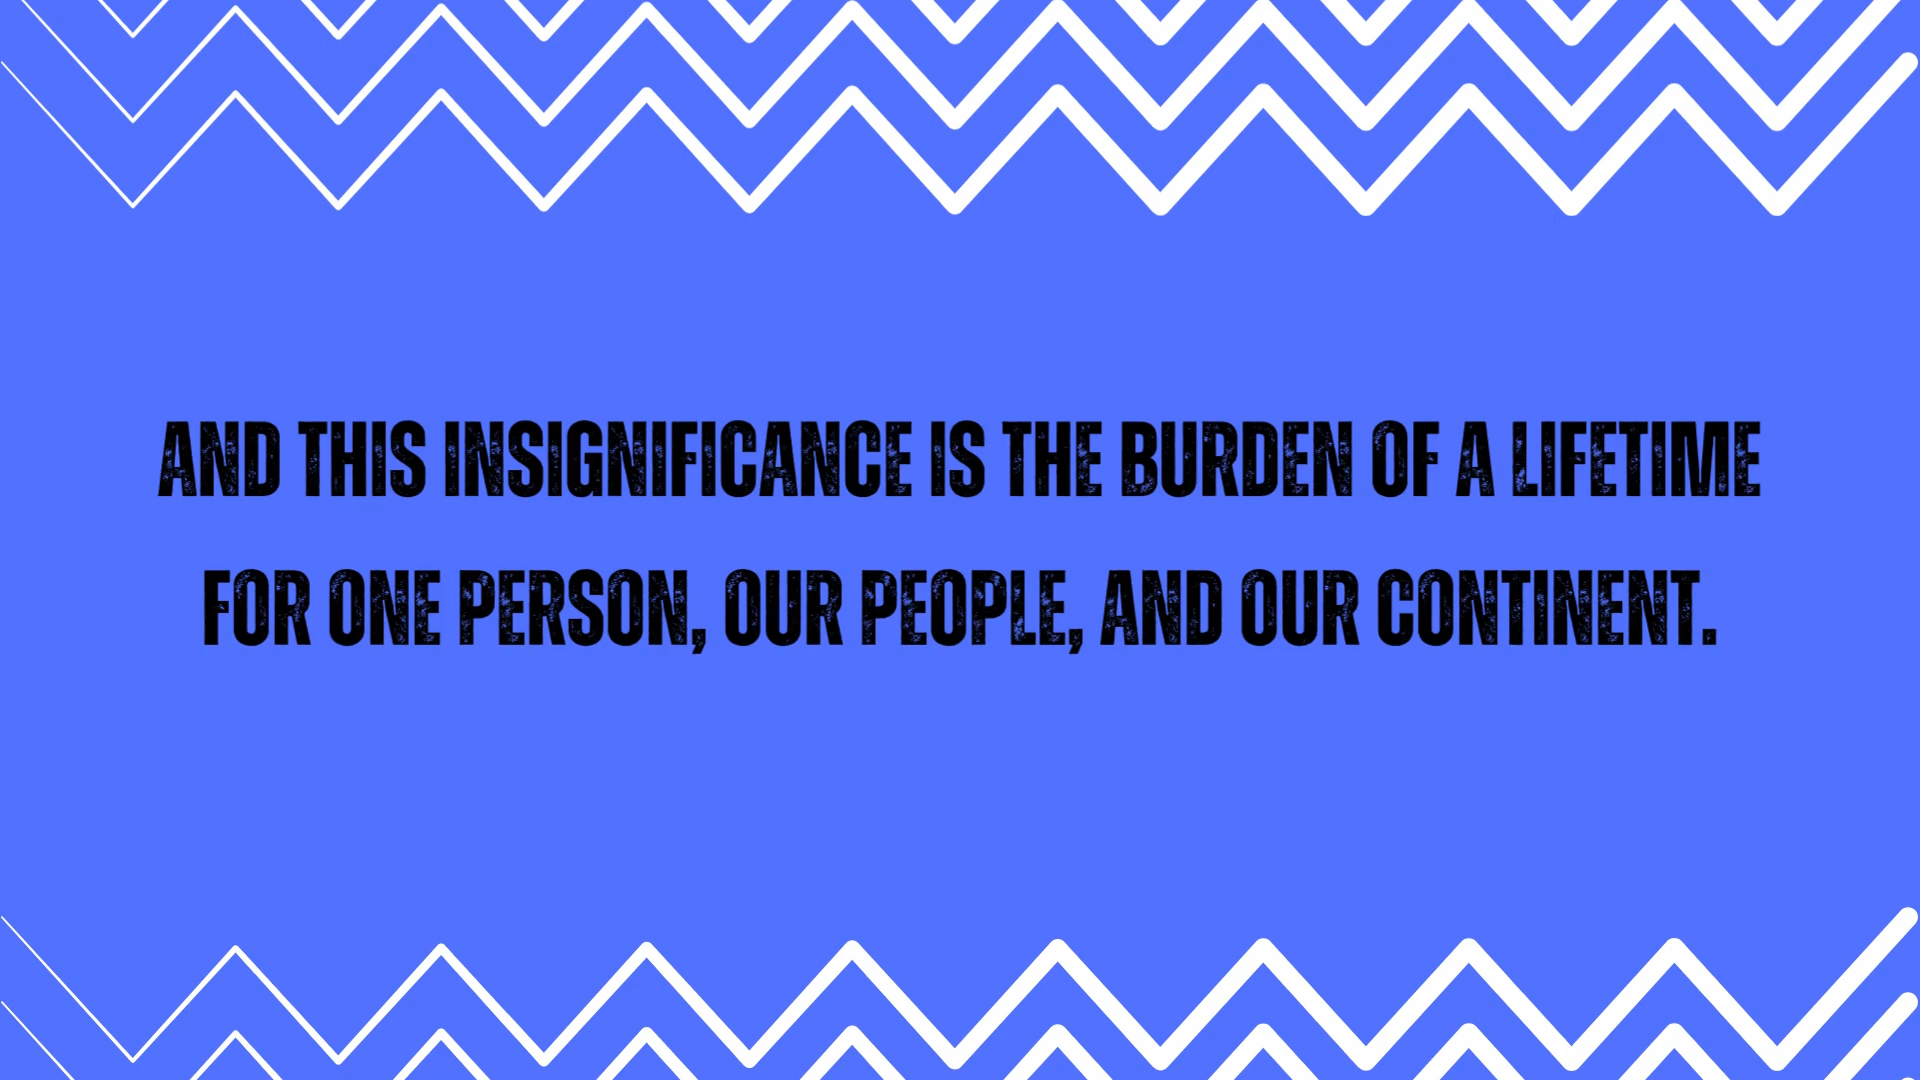 AND THIS INSIGNIFICANCE IS THE BURDEN OF A LIFETIME
FOR ONE PERSON, OUR PEOPLE, AND OUR CONTINENT.